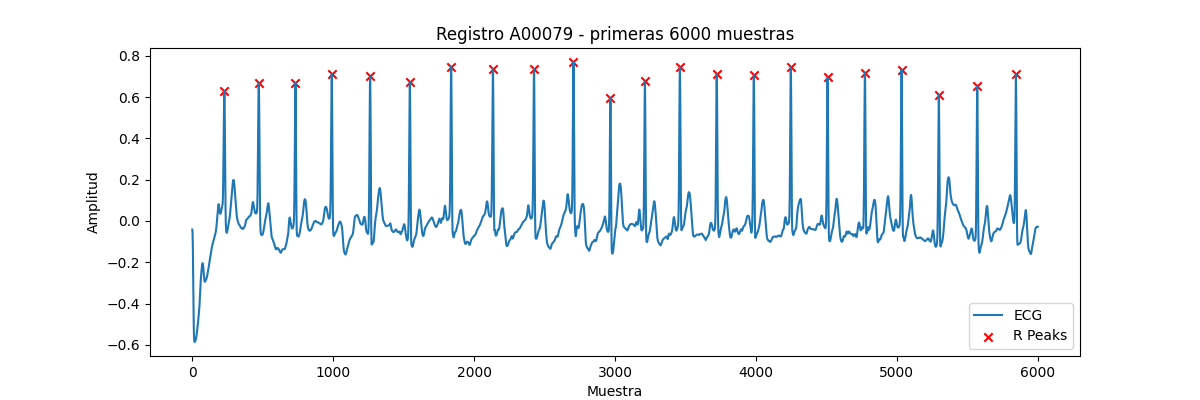 Registro A00079 - primeras 6000 muestras
Amplitud
0.8
0.6
0.4
0.2
0.0
−0.2
−0.4
−0.6
ECG
R Peaks
0 1000 2000 3000 4000 5000 6000
Muestra